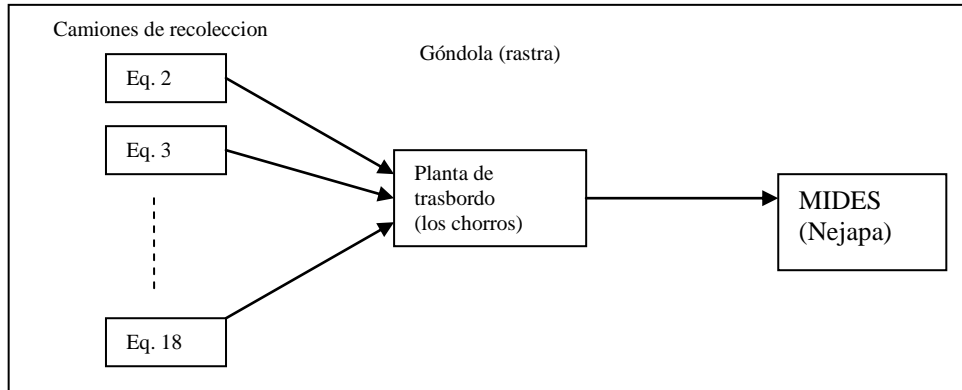 Camiones de recoleccion
Góndola (rastra)
Eq. 2
Eq. 3
Planta de
trasbordo
(los chorros)
MIDES
(Nejapa)
Eq. 18